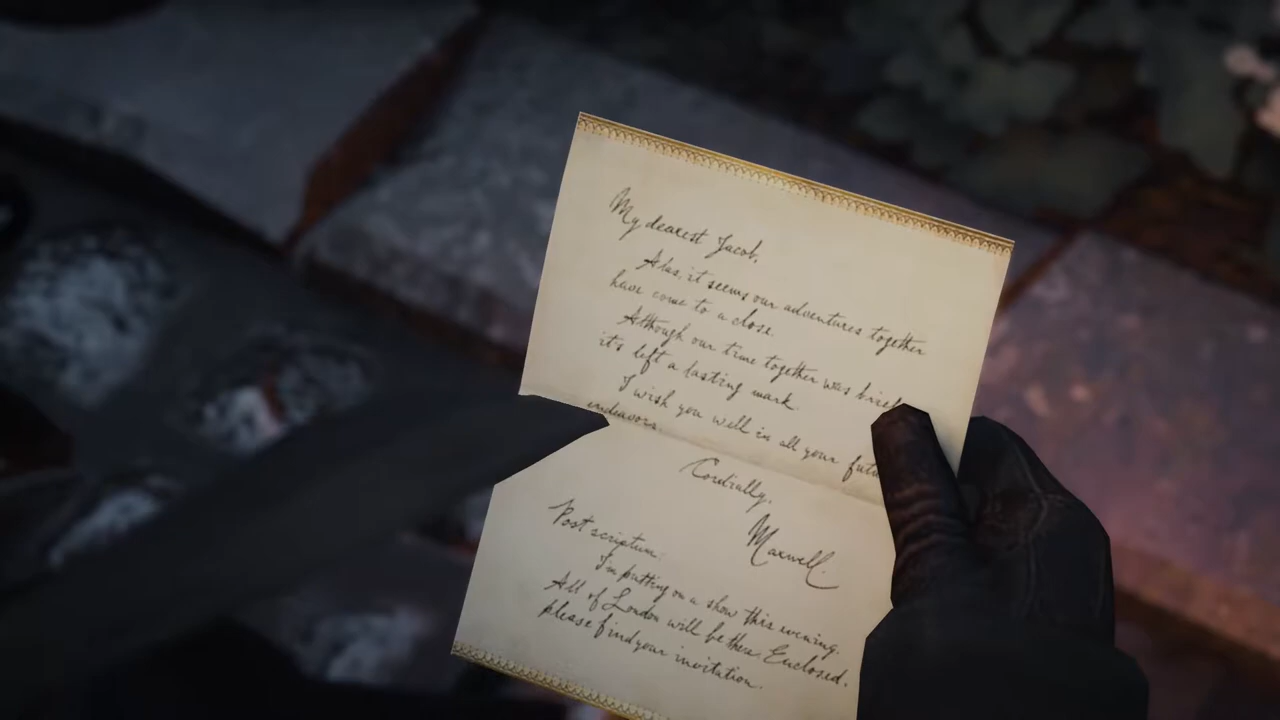 My dearest Jacob,
Alas, it seems our adventures together
have come to a close.
Although our time together was brief
it's left a lasting mark.
I wish you well in all your futu
endeavors.
Cordially,
Maxwell.
Post scriptum:
I'm putting on a show this evening.
All of London will be there. Enclosed,
please find your invitation.